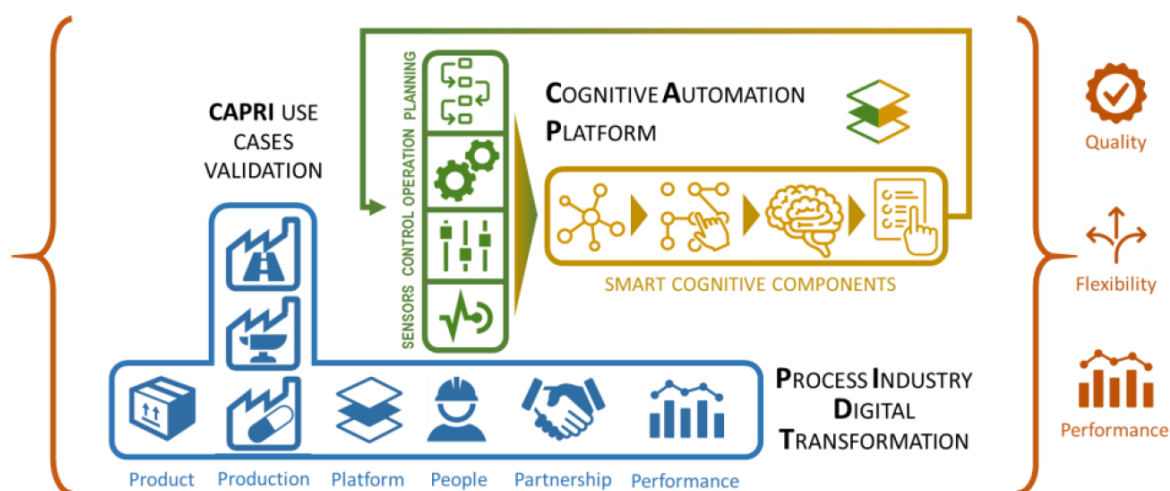 CAPRI USE
CASES
VALIDATION
SENSORS CONTROL OPERATION PLANNING
COGNITIVE AUTOMATION
PLATFORM
SMART COGNITIVE COMPONENTS
PROCESS INDUSTRY
DIGITAL
TRANSFORMATION
Product
Production
Platform
People
Partnership
Performance
Quality
Flexibility
Performance